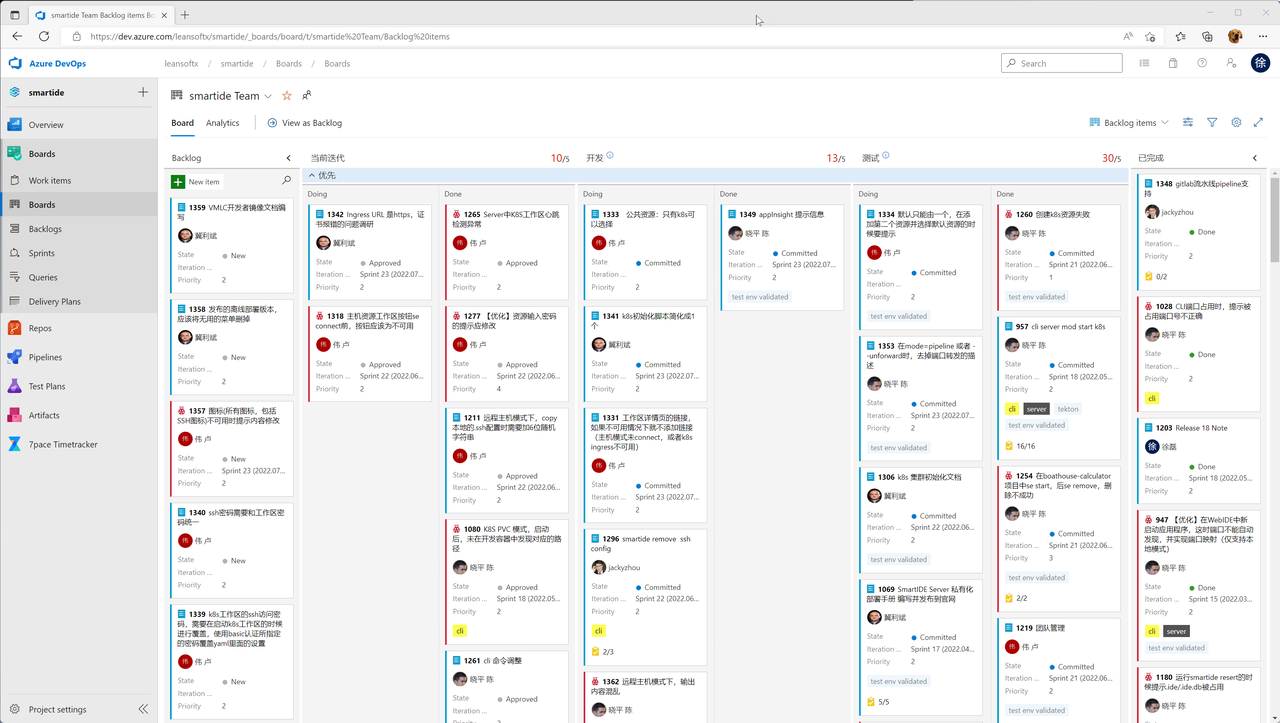 smartide Team Backlog items Bo
https://dev.azure.com/leansoftx/smartide/_boards/board/t/smartide%20Team/Backlog%20items
Azure DevOps
leansoftx / smartide / Boards / Boards
Search
徐
smartide
Overview
Boards
Work items
Boards
Backlogs
Sprints
Queries
Delivery Plans
Repos
Pipelines
Test Plans
Artifacts
7pace Timetracker
Project settings
smartide Team
Board
Analytics
View as Backlog
Backlog items
Backlog
New item
1359 VMLC开发者镜像文档编
写
冀利斌
State
New
Iteration ...
Priority
2
1358 发布的离线部署版本，
应该将无用的菜单删掉
冀利斌
State
New
Iteration ...
Priority
2
1357 图标(所有图标，包括
SSH图标)不可用时提示内容修改
伟 卢
State
New
Iteration ...
Sprint 23 (2022.07...
Priority
2
1340 ssh密码需要和工作区密
码统一
伟 卢
State
New
Iteration ...
Priority
2
1339 k8s工作区的ssh访问密
码，需要在启动k8s工作区的时候
进行覆盖，使用basic认证所指定
的密码覆盖yaml里面的设置
伟 卢
State
New
Iteration ...
Priority
2
当前迭代
10/5
优先
Doing
1342 Ingress URL 是https，证
书报错的问题调研
冀利斌
State
Approved
Iteration ...
Sprint 23 (2022.07...
Priority
2
1318 主机资源工作区按钮se
connect前，按钮应该为不可用
伟 卢
State
Approved
Iteration ...
Sprint 22 (2022.06...
Priority
2
Done
1265 Server中K8S工作区心跳
检测异常
伟 卢
State
Approved
Iteration ...
Priority
2
1277 【优化】资源输入密码
的提示应修改
伟 卢
State
Approved
Iteration ...
Sprint 22 (2022.06...
Priority
4
1211 远程主机模式下，copy
本地的.ssh配置时需要加6位随机
字符串
伟 卢
State
Approved
Iteration ...
Sprint 22 (2022.06...
Priority
2
1080 K8S PVC 模式，启动
后，未在开发容器中发现对应的路
径
晓平 陈
State
Approved
Iteration ...
Sprint 18 (2022.05...
Priority
2
cli
1261 cli 命令调整
晓平 陈
State
Approved
Iteration ...
Sprint 22 (2022.06...
Priority
2
开发
13/5
Doing
1333 公共资源：只有k8s可
以选择
伟 卢
State
Committed
Iteration ...
Priority
2
1341 k8s初始化脚本简化成1
个
冀利斌
State
Committed
Iteration ...
Sprint 23 (2022.07...
Priority
2
1331 工作区详情页的链接，
如果不可用情况下就不添加链接
（主机模式未connect，或者k8s
ingress不可用）
伟 卢
State
Committed
Iteration ...
Sprint 23 (2022.07...
Priority
2
1296 smartide remove ssh
config
jackyzhou
State
Committed
Iteration ...
Sprint 22 (2022.06...
Priority
2
cli
2/3
1362 远程主机模式下，输出
内容混乱
晓平 陈
Done
1349 appInsight 提示信息
晓平 陈
State
Committed
Iteration ...
Sprint 23 (2022.07...
Priority
2
test env validated
测试
30/5
Doing
1334 默认只能由一个，在添
加第二个资源并选择默认资源的时
候要提示
伟 卢
State
Committed
Iteration ...
Priority
2
test env validated
1353 在mode=pipeline 或者 -
-unforward时，去掉端口转发的描
述
晓平 陈
State
Committed
Iteration ...
Sprint 23 (2022.07...
Priority
2
test env validated
1306 k8s 集群初始化文档
冀利斌
State
Committed
Iteration ...
Sprint 22 (2022.06...
Priority
2
test env validated
1069 SmartIDE Server 私有化
部署手册 编写并发布到官网
冀利斌
State
Committed
Iteration ...
Sprint 17 (2022.04...
Priority
2
test env validated
5/5
Done
1260 创建k8s资源失败
晓平 陈
State
Committed
Iteration ...
Sprint 21 (2022.06...
Priority
1
test env validated
957 cli server mod start k8s
晓平 陈
State
Committed
Iteration ...
Sprint 18 (2022.05...
Priority
2
cli
server
tekton
test env validated
16/16
1254 在boathouse-calculator
项目中se start，后se remove，删
除不成功
晓平 陈
State
Committed
Iteration ...
Sprint 21 (2022.06...
Priority
3
test env validated
2/2
1219 团队管理
伟 卢
State
Committed
Iteration ...
Sprint 21 (2022.06...
Priority
2
test env validated
已完成
1348 gitlab流水线pipeline支
持
jackyzhou
State
Done
Iteration ...
Priority
2
0/2
1028 CLI端口占用时，提示被
占用端口号不正确
晓平 陈
State
Done
Iteration ...
Priority
2
cli
1203 Release 18 Note
徐磊
State
Done
Iteration ...
Sprint 18 (2022.05...
Priority
2
947 【优化】在WebIDE中新
启动应用程序，这时端口不能自动
发现，并实现端口映射（仅支持本
地模式）
晓平 陈
State
Done
Iteration ...
Sprint 15 (2022.03...
Priority
2
cli
server
test env validated
1180 运行smartide resert的时
候提示.ide/.ide.db被占用
晓平 陈